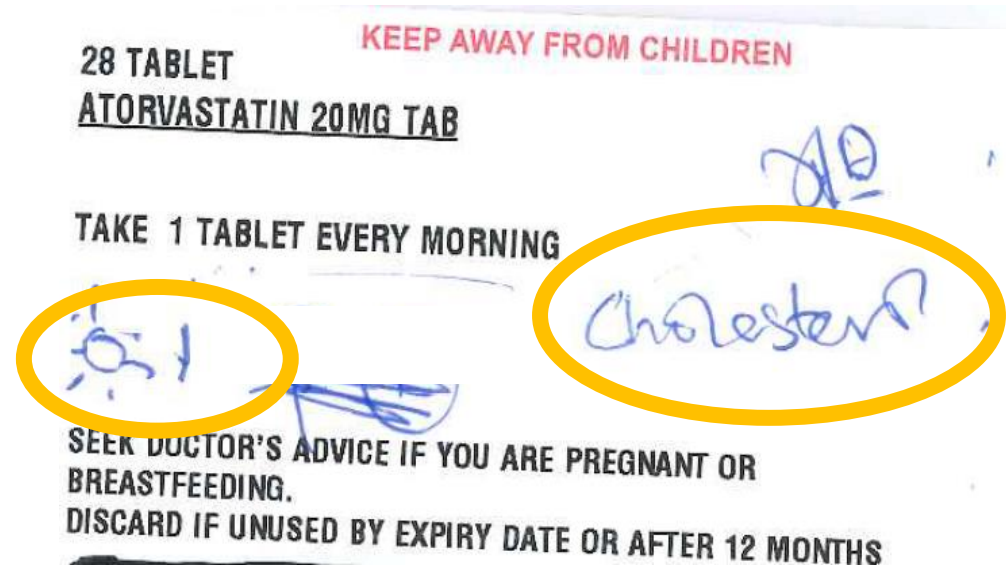 KEEP AWAY FROM CHILDREN
28 TABLET
ATORVASTATIN 20MG TAB
TAKE 1 TABLET EVERY MORNING
1
Cholesterol
SEEK DOCTOR'S ADVICE IF YOU ARE PREGNANT OR
BREASTFEEDING.
DISCARD IF UNUSED BY EXPIRY DATE OR AFTER 12 MONTHS